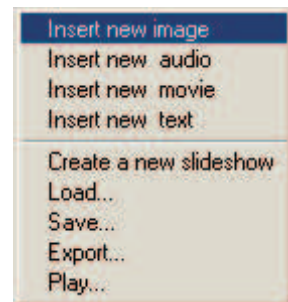 Insert new image
Insert new audio
Insert new movie
Insert new text
Create a new slideshow
Load...
Save...
Export...
Play...